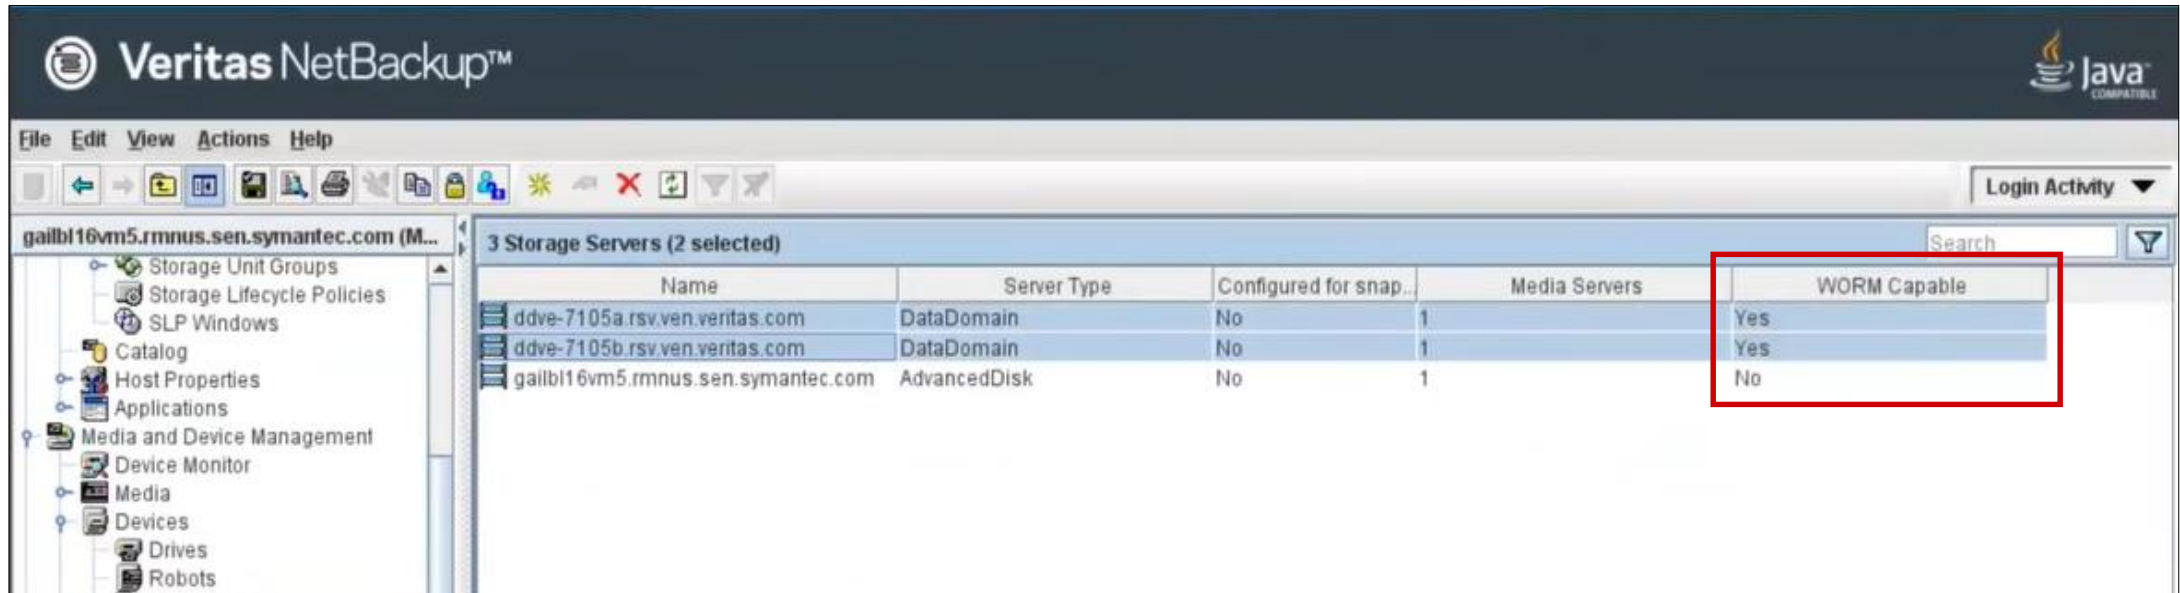 Veritas NetBackup™
Java™
COMPATIBLE
File Edit View Actions Help
Login Activity
gailbl16vm5.rmnus.sen.symantec.com (M...
Storage Unit Groups
Storage Lifecycle Policies
SLP Windows
Catalog
Host Properties
Applications
Media and Device Management
Device Monitor
Media
Devices
Drives
Robots
3 Storage Servers (2 selected)
Search
Name Server Type Configured for snap... Media Servers WORM Capable
ddve-7105a.rsv.ven.veritas.com DataDomain No 1 Yes
ddve-7105b.rsv.ven.veritas.com DataDomain No 1 Yes
gailbl16vm5.rmnus.sen.symantec.com AdvancedDisk No 1 No